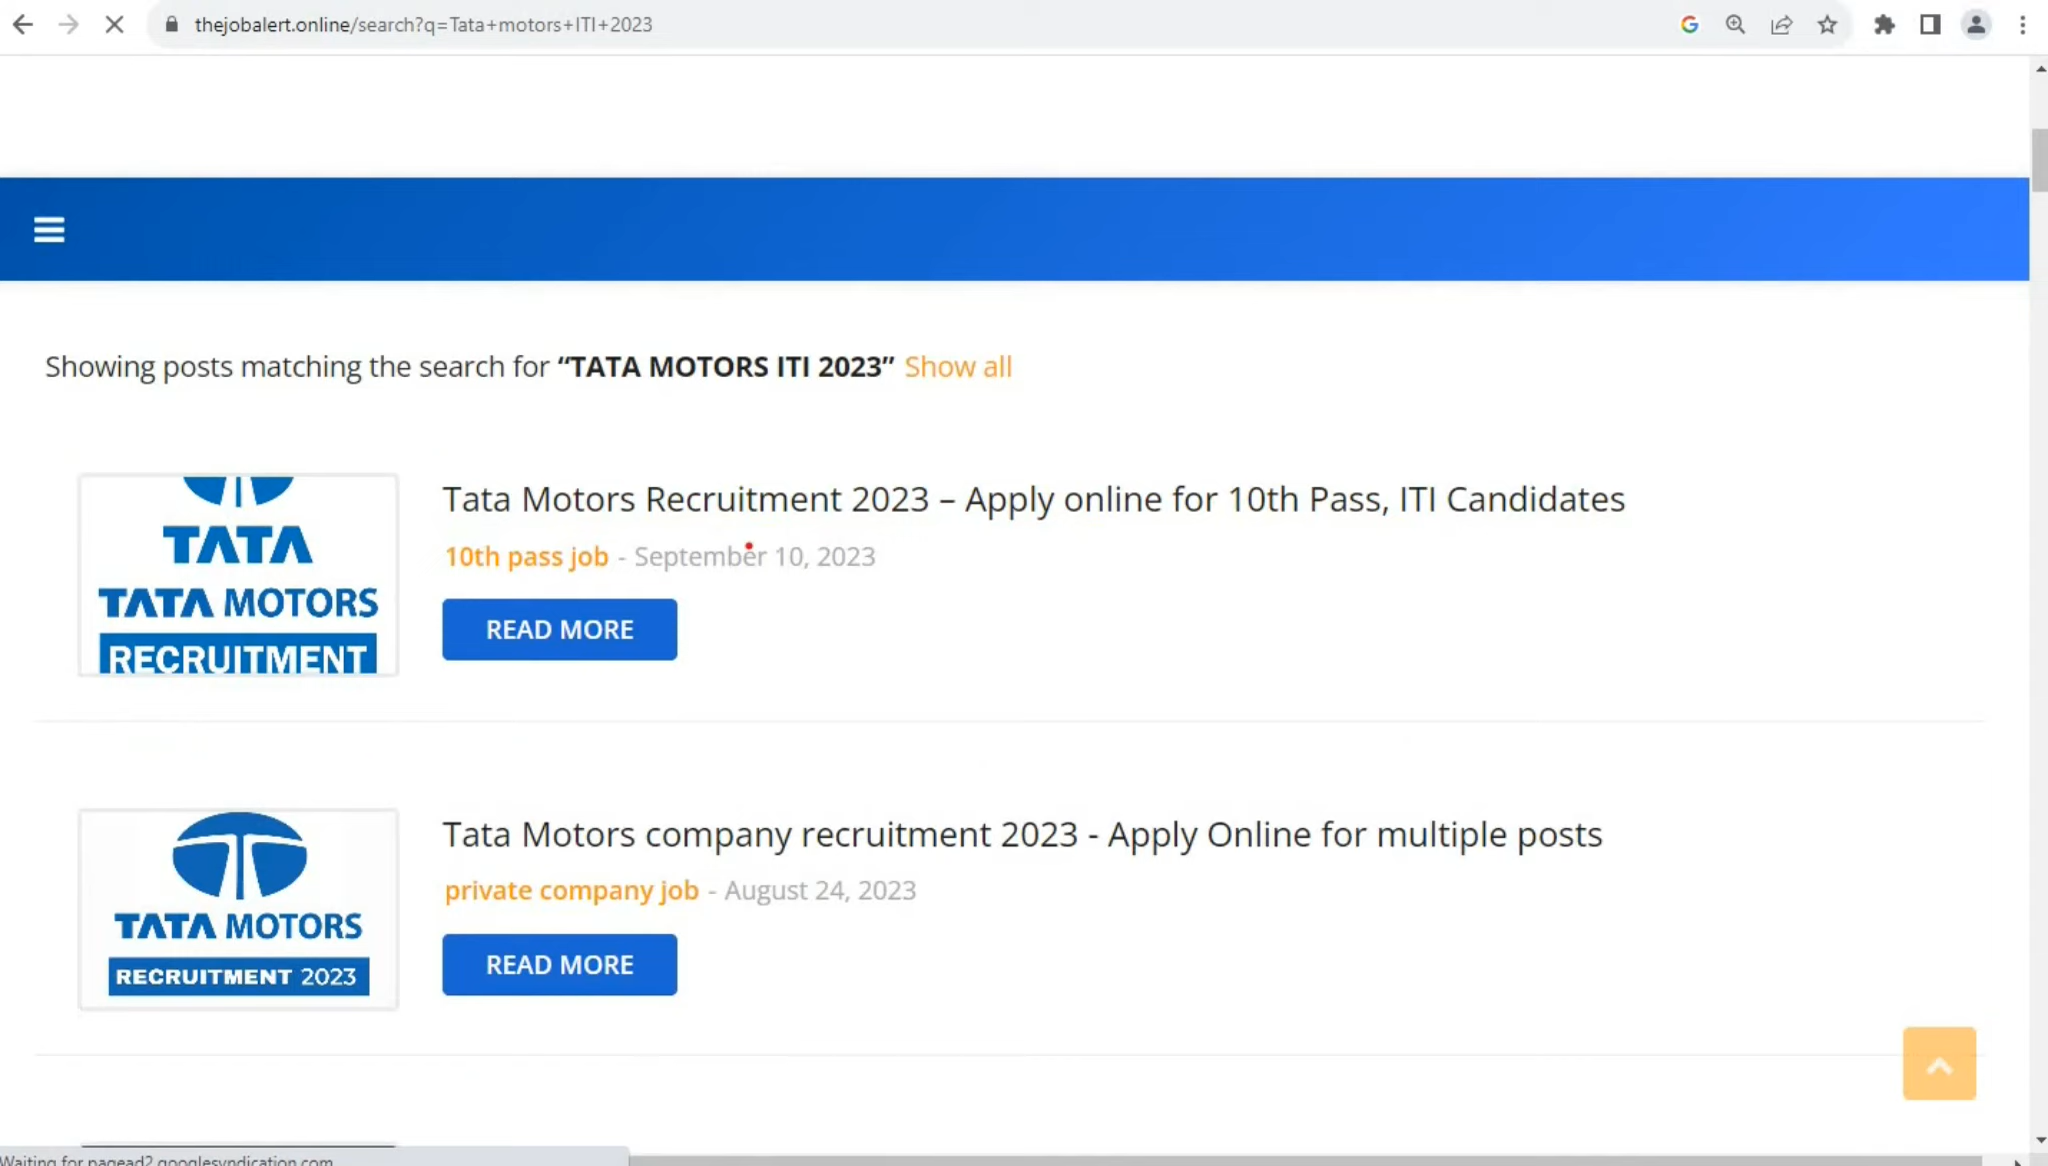 thejobalert.online/search?q=Tata+motors+ITI+2023
Showing posts matching the search for “TATA MOTORS ITI 2023” Show all
TATA
TATA MOTORS
RECRUITMENT
Tata Motors Recruitment 2023 – Apply online for 10th Pass, ITI Candidates
10th pass job - September 10, 2023
READ MORE
TATA MOTORS
RECRUITMENT 2023
Tata Motors company recruitment 2023 - Apply Online for multiple posts
private company job - August 24, 2023
READ MORE
Waiting for pagead2.googlesyndication.com